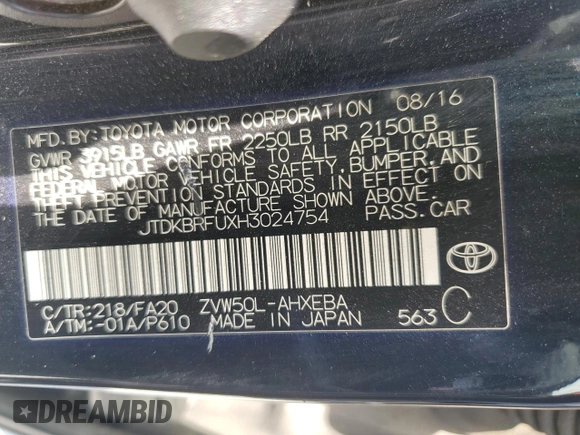 MFD. BY: TOYOTA MOTOR CORPORATION 08/16
GVWR 3915LB GAWR FR 2250LB RR 2150LB
THIS VEHICLE CONFORMS TO ALL APPLICABLE
FEDERAL MOTOR VEHICLE SAFETY, BUMPER, AND
THEFT PREVENTION STANDARDS IN EFFECT ON
THE DATE OF MANUFACTURE SHOWN ABOVE.
JTDKBRFUXH3024754 PASS. CAR
C/TR: 218/FA20 ZVW50L-AHXEBA
A/TM: -01A/P610 MADE IN JAPAN 563 C
DREAMBID